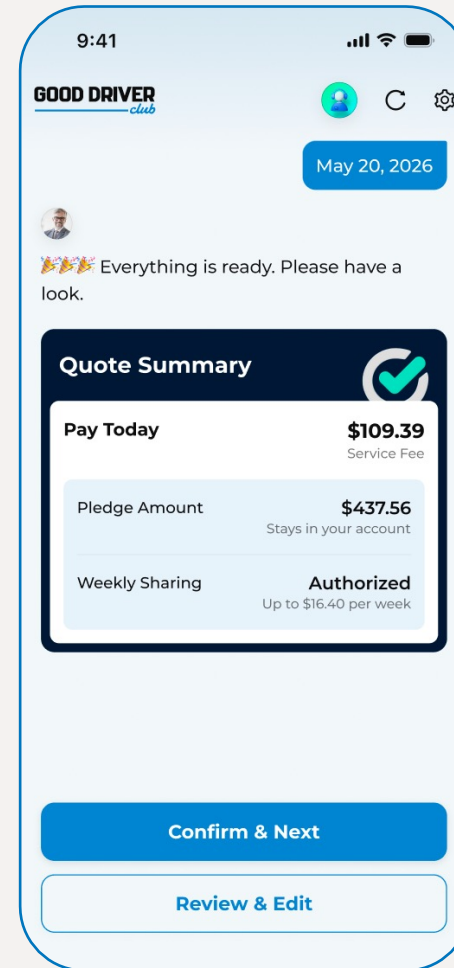 9:41
GOOD DRIVER
club
May 20, 2026
🎉🎉🎉 Everything is ready. Please have a
look.
Quote Summary
Pay Today
$109.39
Service Fee
Pledge Amount
$437.56
Stays in your account
Weekly Sharing
Authorized
Up to $16.40 per week
Confirm & Next
Review & Edit